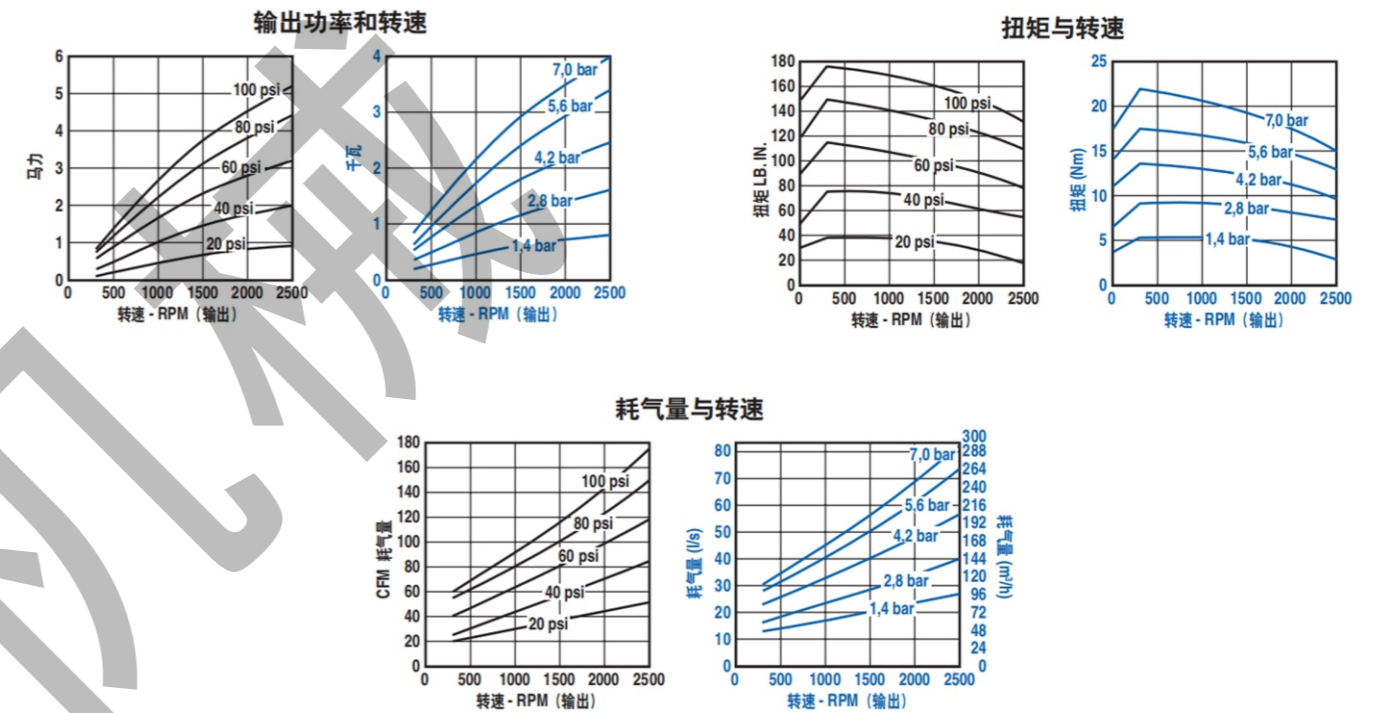 输出功率和转速
6
5
4
3
2
1
0
马力
100 psi
80 psi
60 psi
40 psi
20 psi
0 500 1000 1500 2000 2500
转速 - RPM（输出）
4
3
2
1
0
千瓦
7,0 bar
5,6 bar
4,2 bar
2,8 bar
1,4 bar
0 500 1000 1500 2000 2500
转速 - RPM（输出）
扭矩与转速
180
160
140
120
100
80
60
40
20
0
扭矩 LB. IN.
100 psi
80 psi
60 psi
40 psi
20 psi
0 500 1000 1500 2000 2500
转速 - RPM（输出）
25
20
15
10
5
0
扭矩 (Nm)
7,0 bar
5,6 bar
4,2 bar
2,8 bar
1,4 bar
0 500 1000 1500 2000 2500
转速 - RPM（输出）
耗气量与转速
180
160
140
120
100
80
60
40
20
0
CFM 耗气量
100 psi
80 psi
60 psi
40 psi
20 psi
0 500 1000 1500 2000 2500
转速 - RPM（输出）
80
70
60
50
40
30
20
10
0
耗气量 (l/s)
7,0 bar
5,6 bar
4,2 bar
2,8 bar
1,4 bar
300
288
264
240
216
192
168
144
120
96
72
48
24
0
耗气量 (m³/h)
0 500 1000 1500 2000 2500
转速 - RPM（输出）
机械